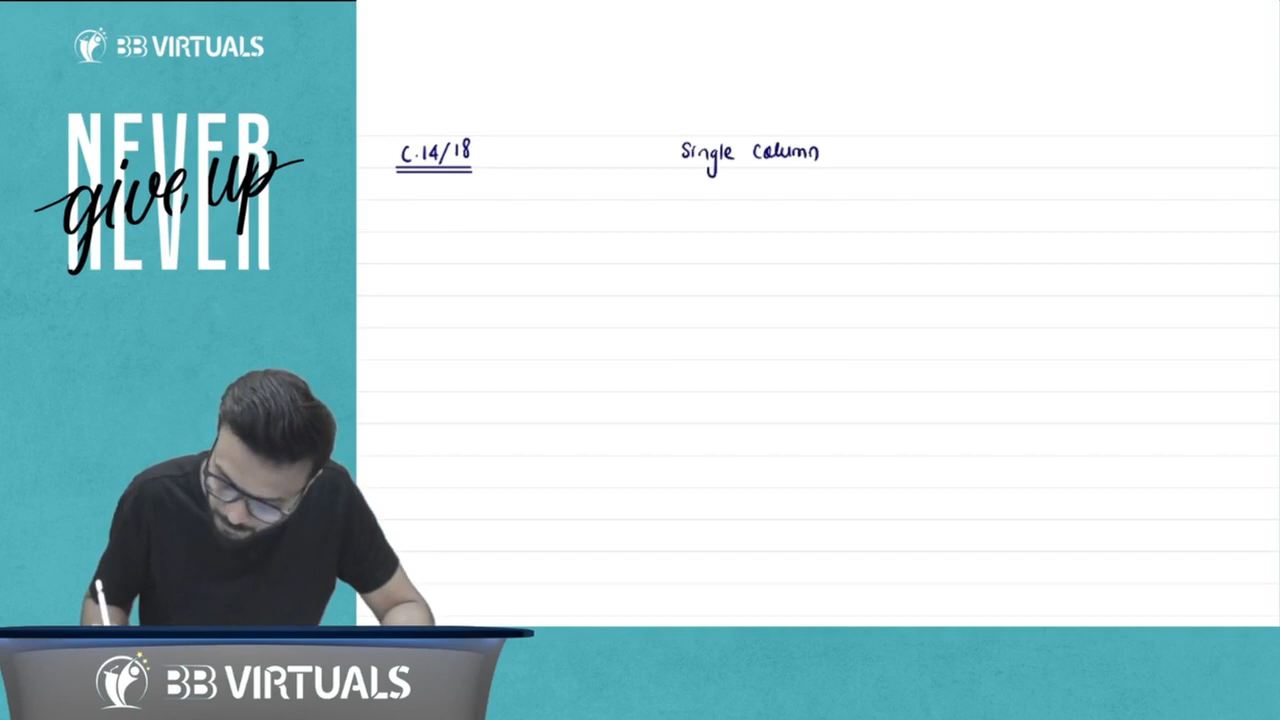 BB VIRTUALS
NEVER
give up
NEVER
C.14/18 Single Column
BB VIRTUALS